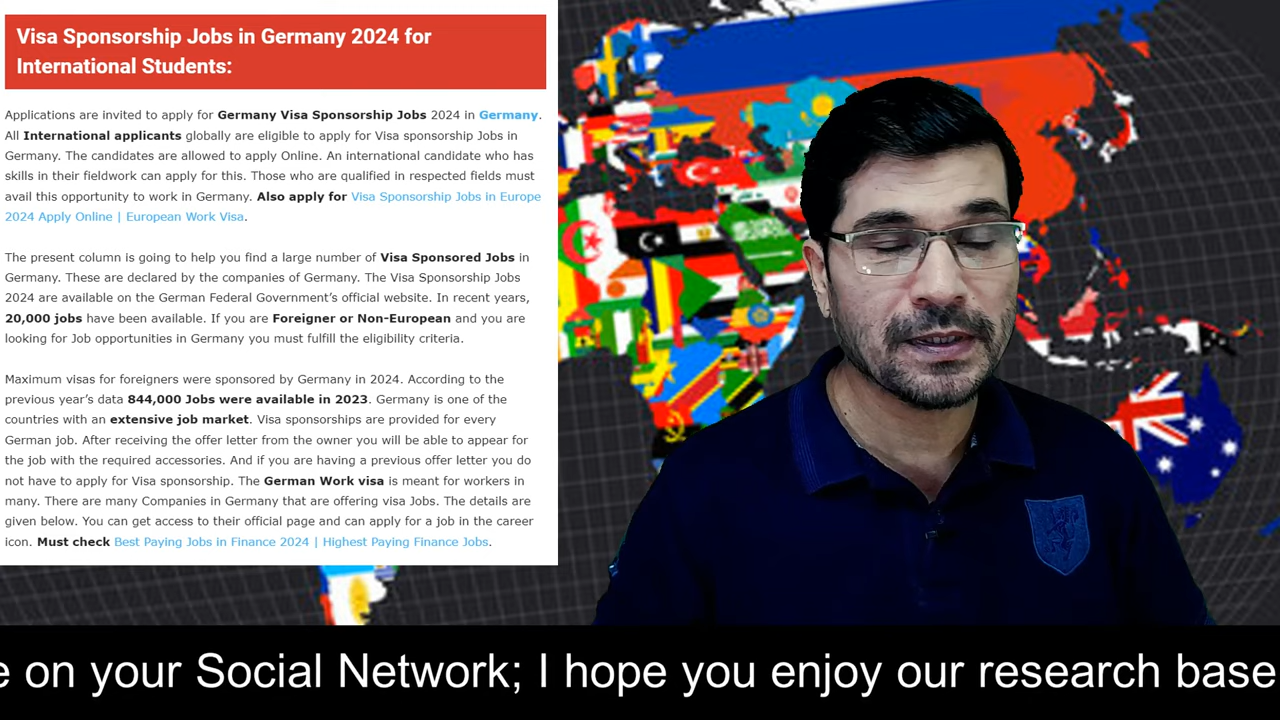 Visa Sponsorship Jobs in Germany 2024 for
International Students:
Applications are invited to apply for Germany Visa Sponsorship Jobs 2024 in Germany.
All International applicants globally are eligible to apply for Visa sponsorship Jobs in
Germany. The candidates are allowed to apply Online. An international candidate who has
skills in their fieldwork can apply for this. Those who are qualified in respected fields must
avail this opportunity to work in Germany. Also apply for Visa Sponsorship Jobs in Europe
2024 Apply Online | European Work Visa.
The present column is going to help you find a large number of Visa Sponsored Jobs in
Germany. These are declared by the companies of Germany. The Visa Sponsorship Jobs
2024 are available on the German Federal Government’s official website. In recent years,
20,000 jobs have been available. If you are Foreigner or Non-European and you are
looking for Job opportunities in Germany you must fulfill the eligibility criteria.
Maximum visas for foreigners were sponsored by Germany in 2024. According to the
previous year’s data 844,000 Jobs were available in 2023. Germany is one of the
countries with an extensive job market. Visa sponsorships are provided for every
German job. After receiving the offer letter from the owner you will be able to appear for
the job with the required accessories. And if you are having a previous offer letter you do
not have to apply for Visa sponsorship. The German Work visa is meant for workers in
many. There are many Companies in Germany that are offering visa Jobs. The details are
given below. You can get access to their official page and can apply for a job in the career
icon. Must check Best Paying Jobs in Finance 2024 | Highest Paying Finance Jobs.
e on your Social Network; I hope you enjoy our research base